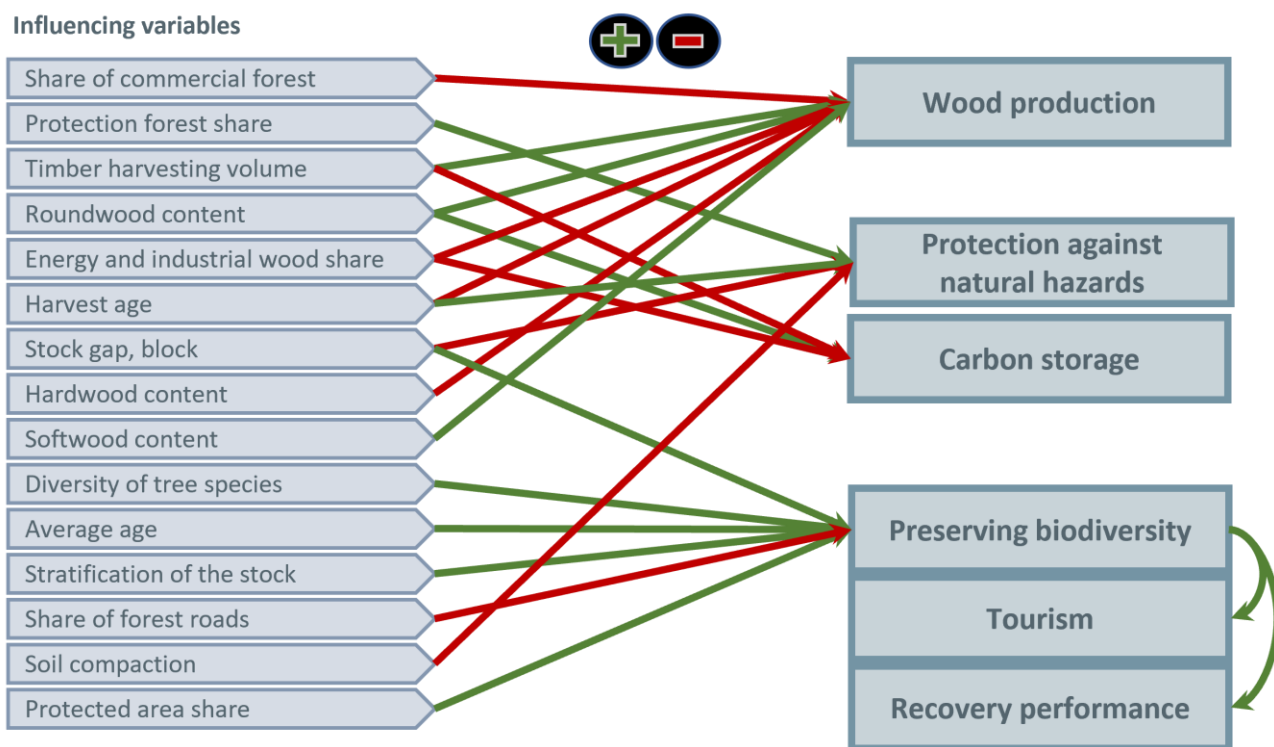 Influencing variables
Share of commercial forest
Protection forest share
Timber harvesting volume
Roundwood content
Energy and industrial wood share
Harvest age
Stock gap, block
Hardwood content
Softwood content
Diversity of tree species
Average age
Stratification of the stock
Share of forest roads
Soil compaction
Protected area share
Wood production
Protection against
natural hazards
Carbon storage
Preserving biodiversity
Tourism
Recovery performance